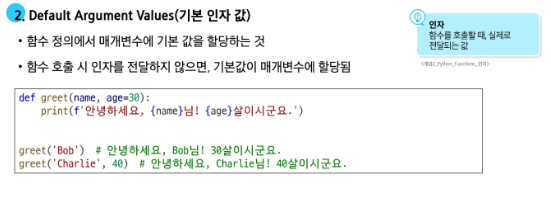 2. Default Argument Values(기본 인자 값)
• 함수 정의에서 매개변수에 기본 값을 할당하는 것
• 함수 호출 시 인자를 전달하지 않으면, 기본값이 매개변수에 할당됨
인자
함수를 호출할 때, 실제로
전달되는 값
def greet(name, age=30):
    print(f'안녕하세요, {name}님! {age}살이시군요.')
greet('Bob')  # 안녕하세요, Bob님! 30살이시군요.
greet('Charlie', 40)  # 안녕하세요, Charlie님! 40살이시군요.